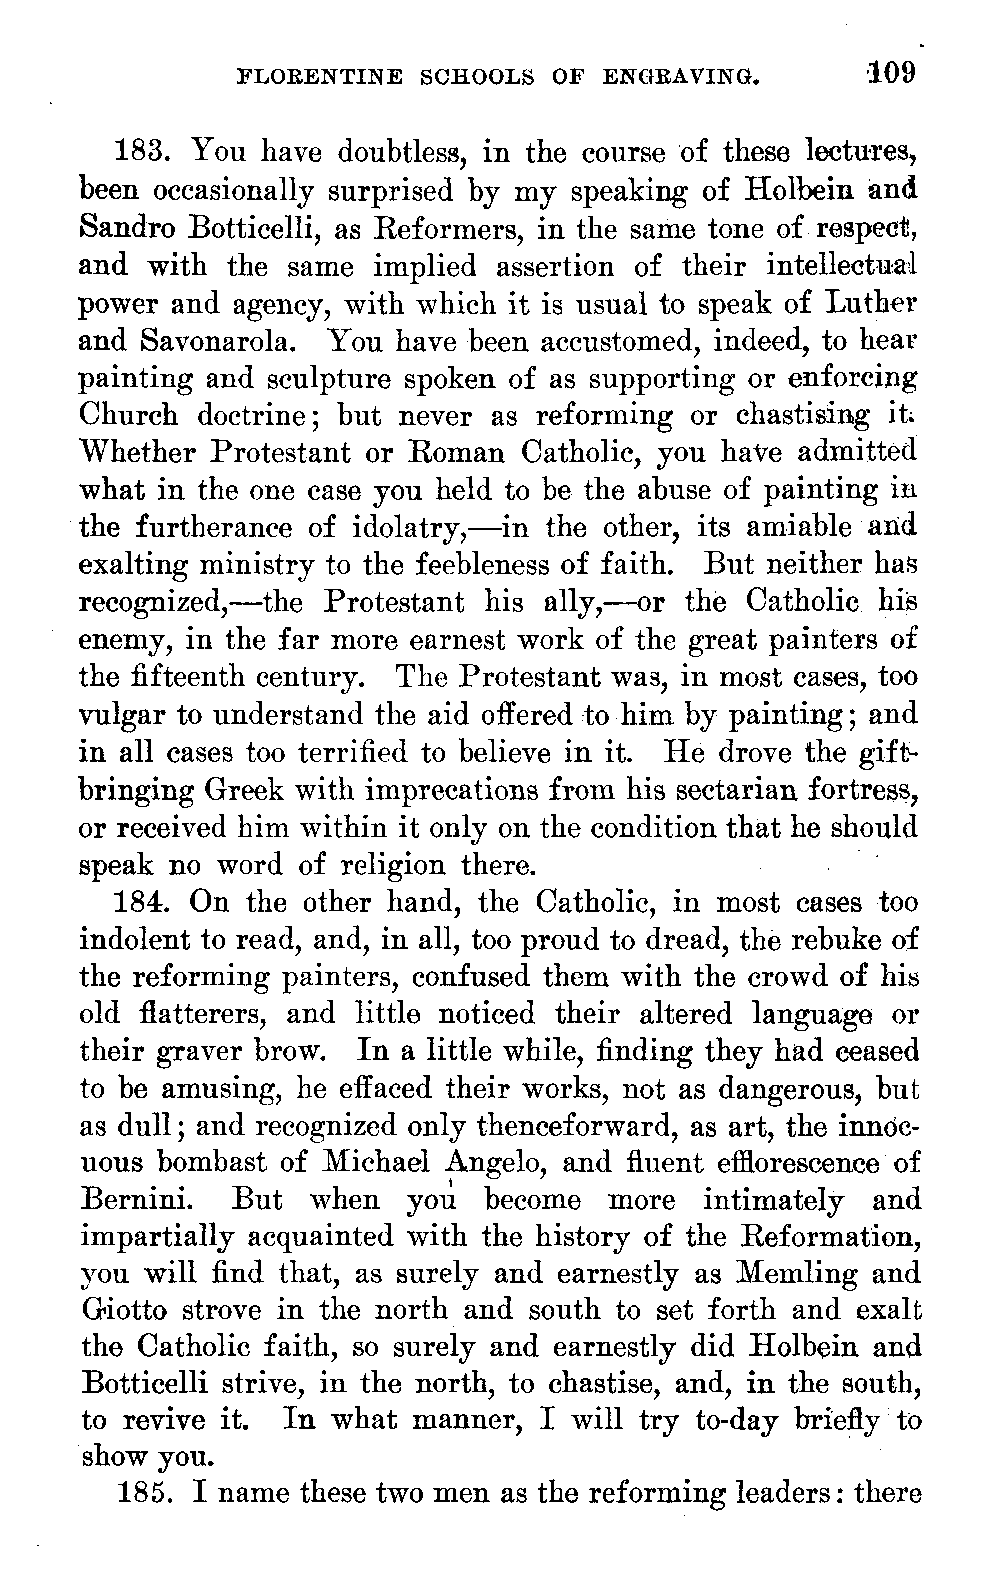 FLORENTINE SCHOOLS OF ENGRAVING. 109
183. You have doubtless, in the course of these lectures,
been occasionally surprised by my speaking of Holbein and
Sandro Botticelli, as Reformers, in the same tone of respect,
and with the same implied assertion of their intellectual
power and agency, with which it is usual to speak of Luther
and Savonarola. You have been accustomed, indeed, to hear
painting and sculpture spoken of as supporting or enforcing
Church doctrine; but never as reforming or chastising it.
Whether Protestant or Roman Catholic, you have admitted
what in the one case you held to be the abuse of painting in
the furtherance of idolatry,—in the other, its amiable and
exalting ministry to the feebleness of faith. But neither has
recognized,—the Protestant his ally,—or the Catholic his
enemy, in the far more earnest work of the great painters of
the fifteenth century. The Protestant was, in most cases, too
vulgar to understand the aid offered to him by painting; and
in all cases too terrified to believe in it. He drove the gift-
bringing Greek with imprecations from his sectarian fortress,
or received him within it only on the condition that he should
speak no word of religion there.
184. On the other hand, the Catholic, in most cases too
indolent to read, and, in all, too proud to dread, the rebuke of
the reforming painters, confused them with the crowd of his
old flatterers, and little noticed their altered language or
their graver brow. In a little while, finding they had ceased
to be amusing, he effaced their works, not as dangerous, but
as dull; and recognized only thenceforward, as art, the innoc-
uous bombast of Michael Angelo, and fluent efflorescence of
Bernini. But when you become more intimately and
impartially acquainted with the history of the Reformation,
you will find that, as surely and earnestly as Memling and
Giotto strove in the north and south to set forth and exalt
the Catholic faith, so surely and earnestly did Holbein and
Botticelli strive, in the north, to chastise, and, in the south,
to revive it. In what manner, I will try to-day briefly to
show you.
185. I name these two men as the reforming leaders: there